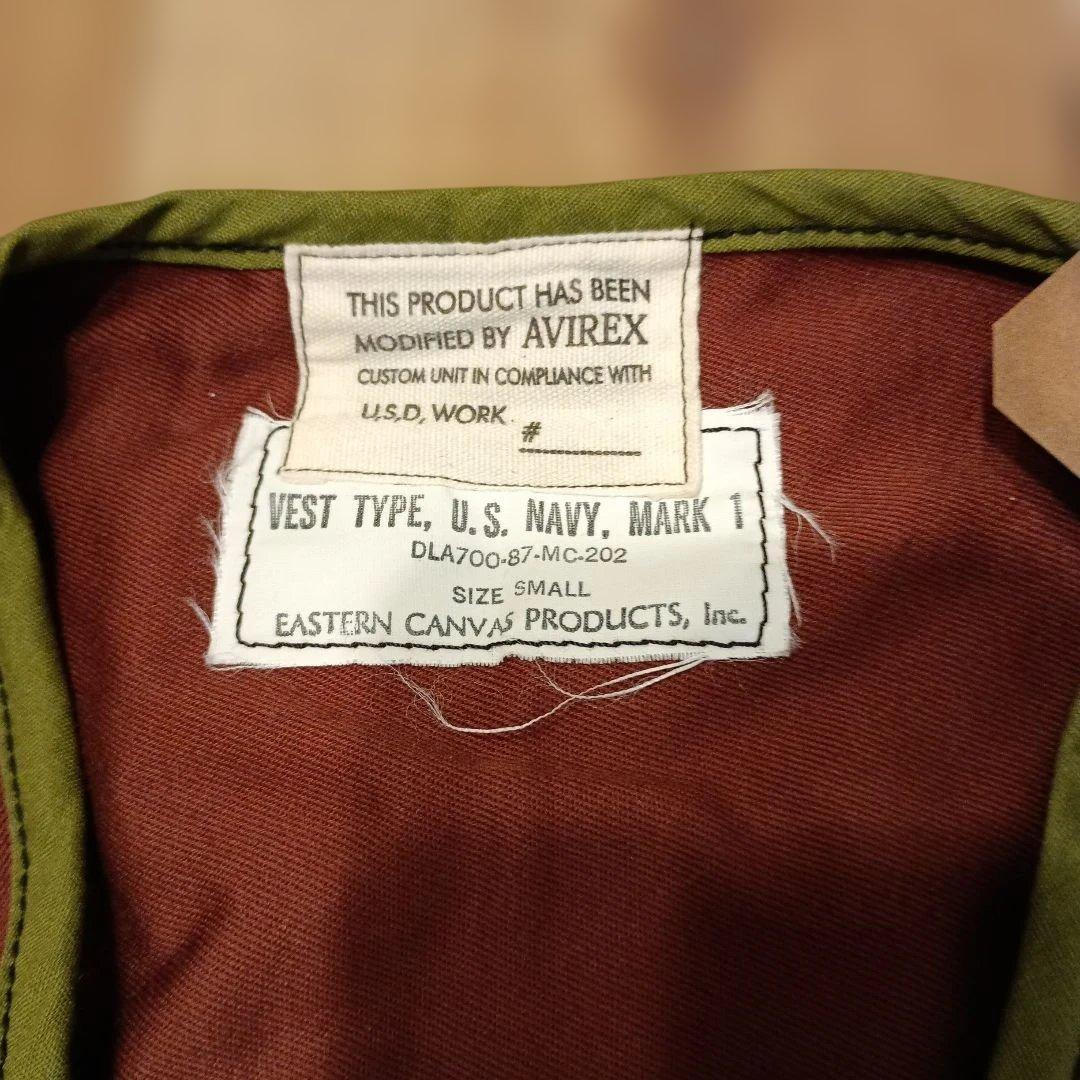 THIS PRODUCT HAS BEEN
MODIFIED BY AVIREX
CUSTOM UNIT IN COMPLIANCE WITH
U,S,D, WORK
#
VEST TYPE, U.S. NAVY, MARK 1
DLA700-87-MC-202
SIZE SMALL
EASTERN CANVAS PRODUCTS, Inc.